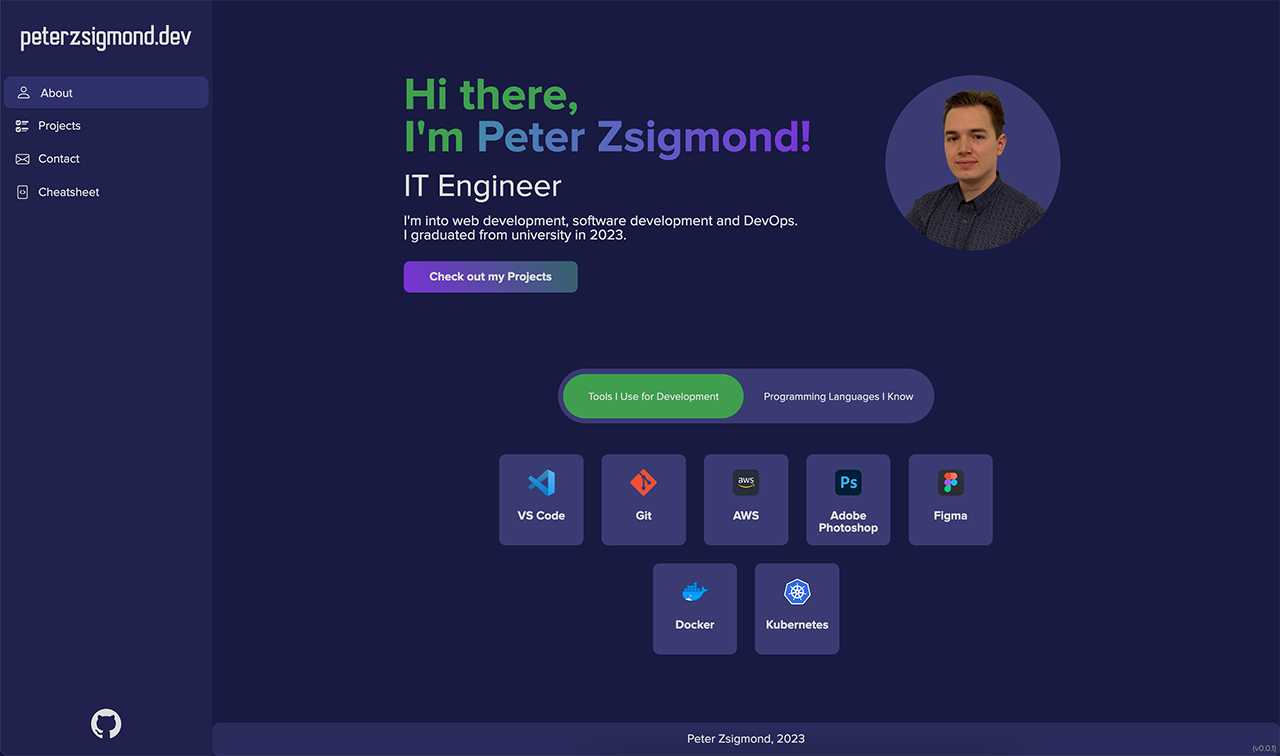 peterzsigmond.dev
About
Projects
Contact
Cheatsheet
Hi there,
I'm Peter Zsigmond!
IT Engineer
I'm into web development, software development and DevOps.
I graduated from university in 2023.
Check out my Projects
Tools I Use for Development
Programming Languages I Know
VS Code
Git
aws
AWS
Ps
Adobe
Photoshop
Figma
Docker
Kubernetes
Peter Zsigmond, 2023
(v0.0.1)